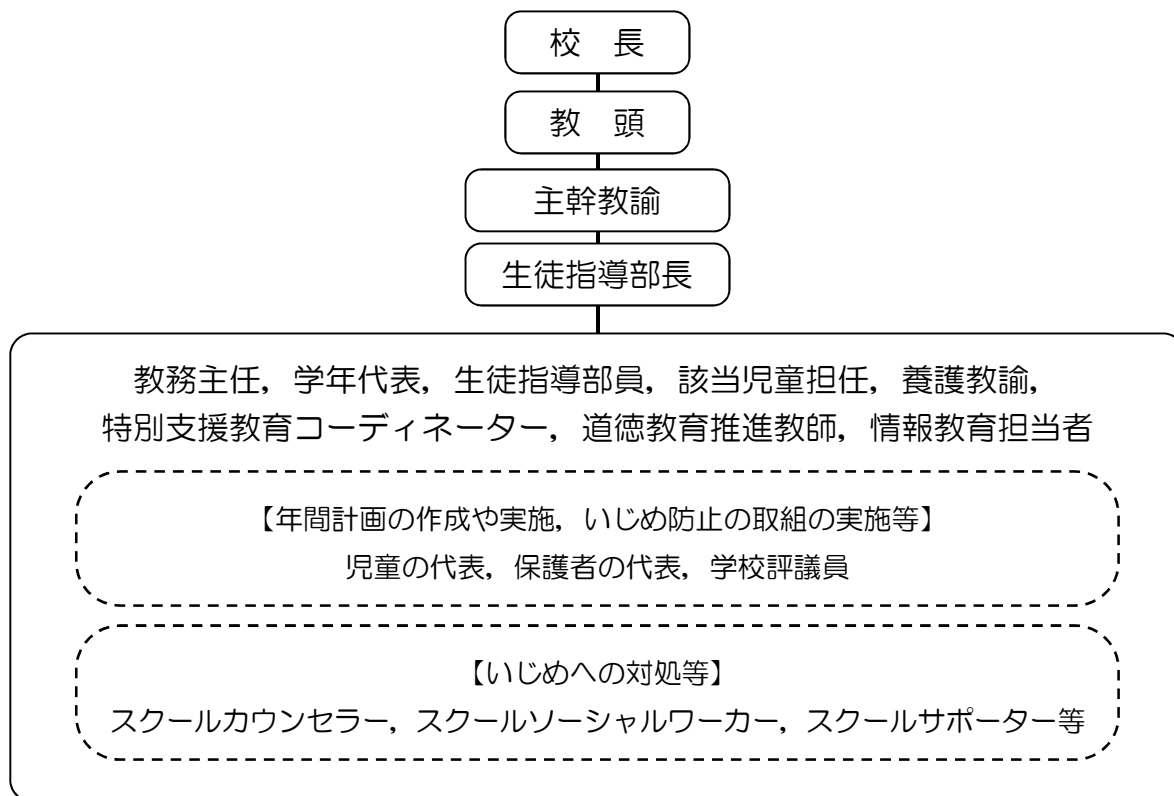 校　長
教　頭
主幹教諭
生徒指導部長
教務主任，学年代表，生徒指導部員，該当児童担任，養護教諭，
特別支援教育コーディネーター，道徳教育推進教師，情報教育担当者
【年間計画の作成や実施，いじめ防止の取組の実施等】
児童の代表，保護者の代表，学校評議員
【いじめへの対処等】
スクールカウンセラー，スクールソーシャルワーカー，スクールサポーター等